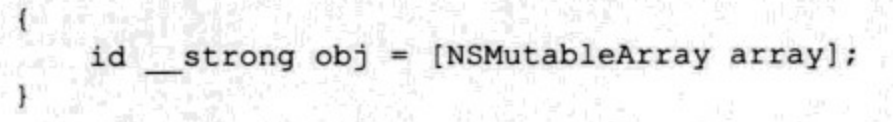 {
    id __strong obj = [NSMutableArray array];
}